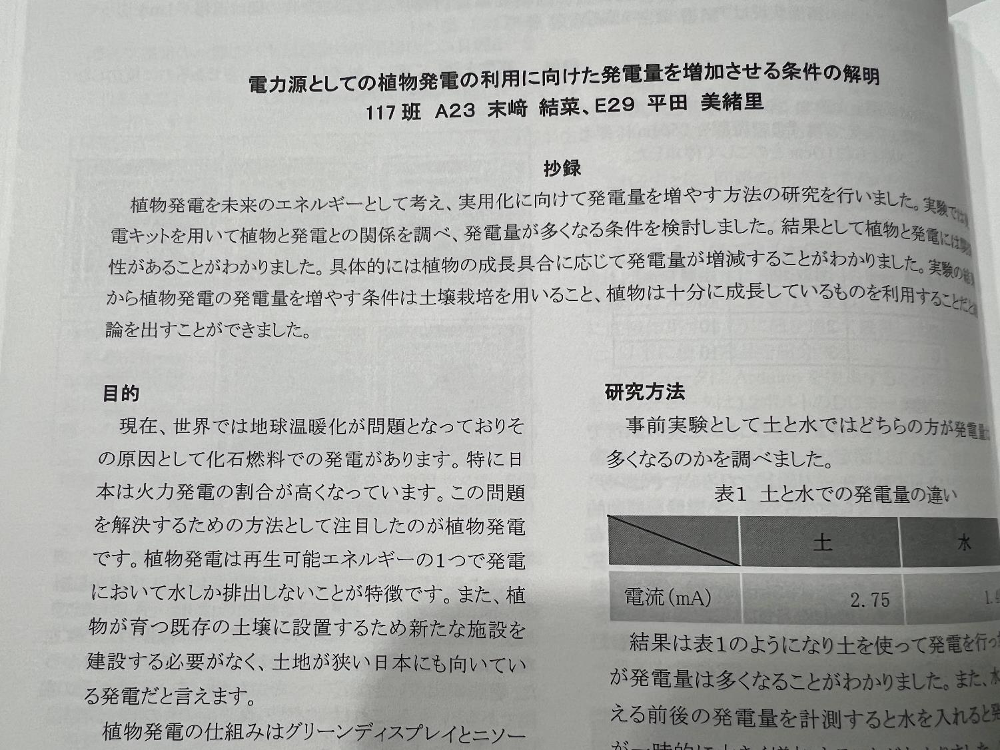 電力源としての植物発電の利用に向けた発電量を増加させる条件の解明
117班 A23 末﨑 結菜、E29 平田 美緒里
抄録
植物発電を未来のエネルギーとして考え、実用化に向けて発電量を増やす方法の研究を行いました。実験では
電キットを用いて植物と発電との関係を調べ、発電量が多くなる条件を検討しました。結果として植物と発電には関
性があることがわかりました。具体的には植物の成長具合に応じて発電量が増減することがわかりました。実験の結
から植物発電の発電量を増やす条件は土壌栽培を用いること、植物は十分に成長しているものを利用することだと
論を出すことができました。
目的
現在、世界では地球温暖化が問題となっておりそ
の原因として化石燃料での発電があります。特に日
本は火力発電の割合が高くなっています。この問題
を解決するための方法として注目したのが植物発電
です。植物発電は再生可能エネルギーの1つで発電
において水しか排出しないことが特徴です。また、植
物が育つ既存の土壌に設置するため新たな施設を
建設する必要がなく、土地が狭い日本にも向いてい
る発電だと言えます。
植物発電の仕組みはグリーンディスプレイとニソー
研究方法
事前実験として土と水ではどちらの方が発電量
多くなるのかを調べました。
表1 土と水での発電量の違い
土 水
電流(mA) 2.75
結果は表1のようになり土を使って発電を行っ
が発電量は多くなることがわかりました。また、水
える前後の発電量を計測すると水を入れると発